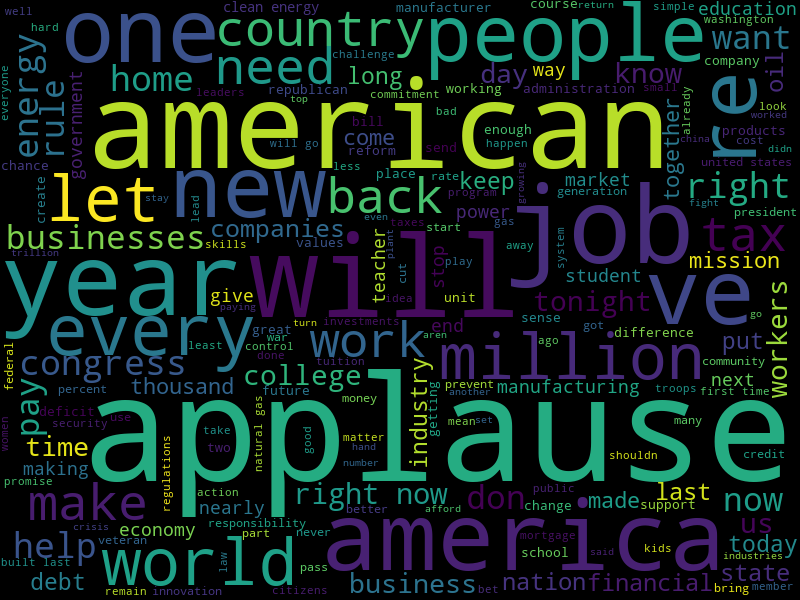 well
hard
one
clean energy
country
manufacturer
people
course
return
simple
education
washington
want
company
everyone
energy
rule
government
home
need
challenge
long
day
way
know
oil
re
leaders
republican
top
commitment
working
administration
small
already
look
worked
products
american
bill
bad
enough
happen
together
china
cost
didn
chance
create
will go
reform
come
send
less
place
rate
keep
market
generation
growing
united states
right
let
stay
new
lead
back
program
power
gas
job
fight
president
trillion
businesses
skills
companies
values
even
taxes
start
away
system
tax
mission
year
will
teacher
plant
cut
stop
play
idea
unit
student
sense
tonight
ve
go
workers
give
paying
every
great
war
turn
investments
end
aren
got
ago
difference
put
community
federal
congress
least
control
done
tuition
work
million
next
first time
pay
percent
thousand
college
future
industry
getting
prevent
another
manufacturing
troops
women
deficit
security
use
applause
natural gas
money
good
matter
hand
number
mean
set
many
credit
time
making
promise
regulations
take
two
shouldn
make
action
nearly
right now
better
afford
don
public
change
made
support
last
now
crisis
veteran
economy
responsibility
part
never
america
mortgage
said
school
kids
us
today
industries
help
built last
debt
remain
world
innovation
law
pass
citizens
business
bet
nation
financial
state
bring
member